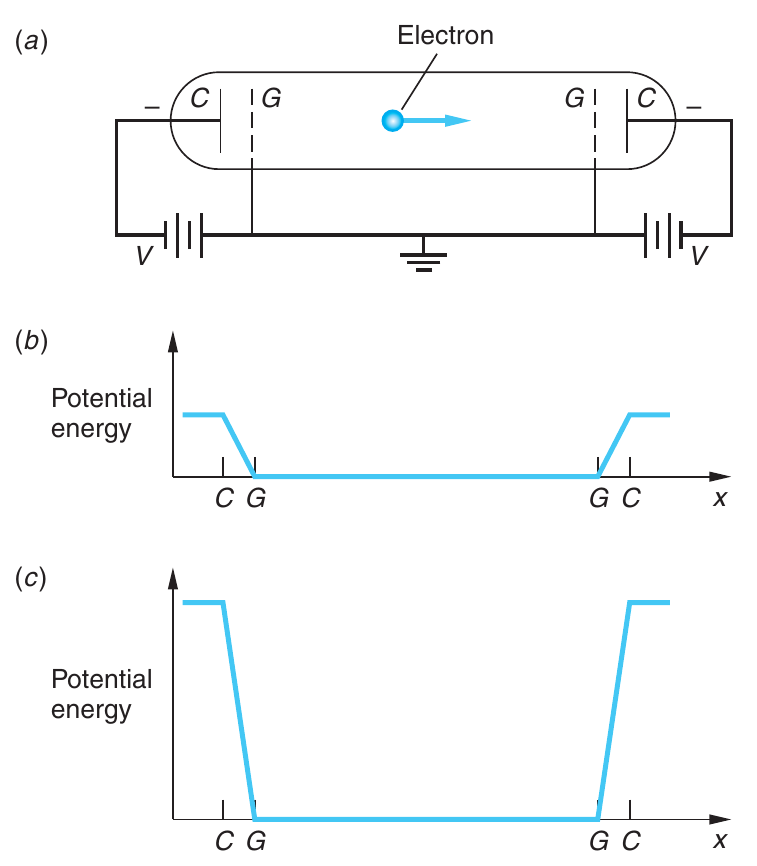 (a)
Electron
– C G G C –
V V
(b)
Potential
energy
C G G C x
(c)
Potential
energy
C G G C x